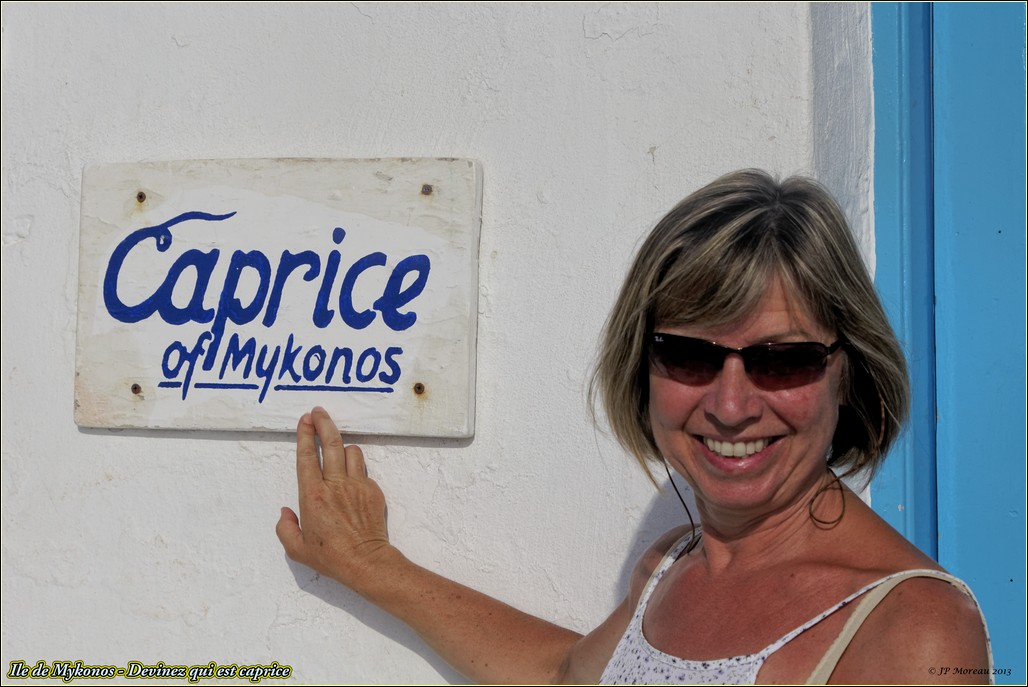 Caprice
of Mykonos
Ile de Mykonos - Devinez qui est caprice
© JP Moreau 2013